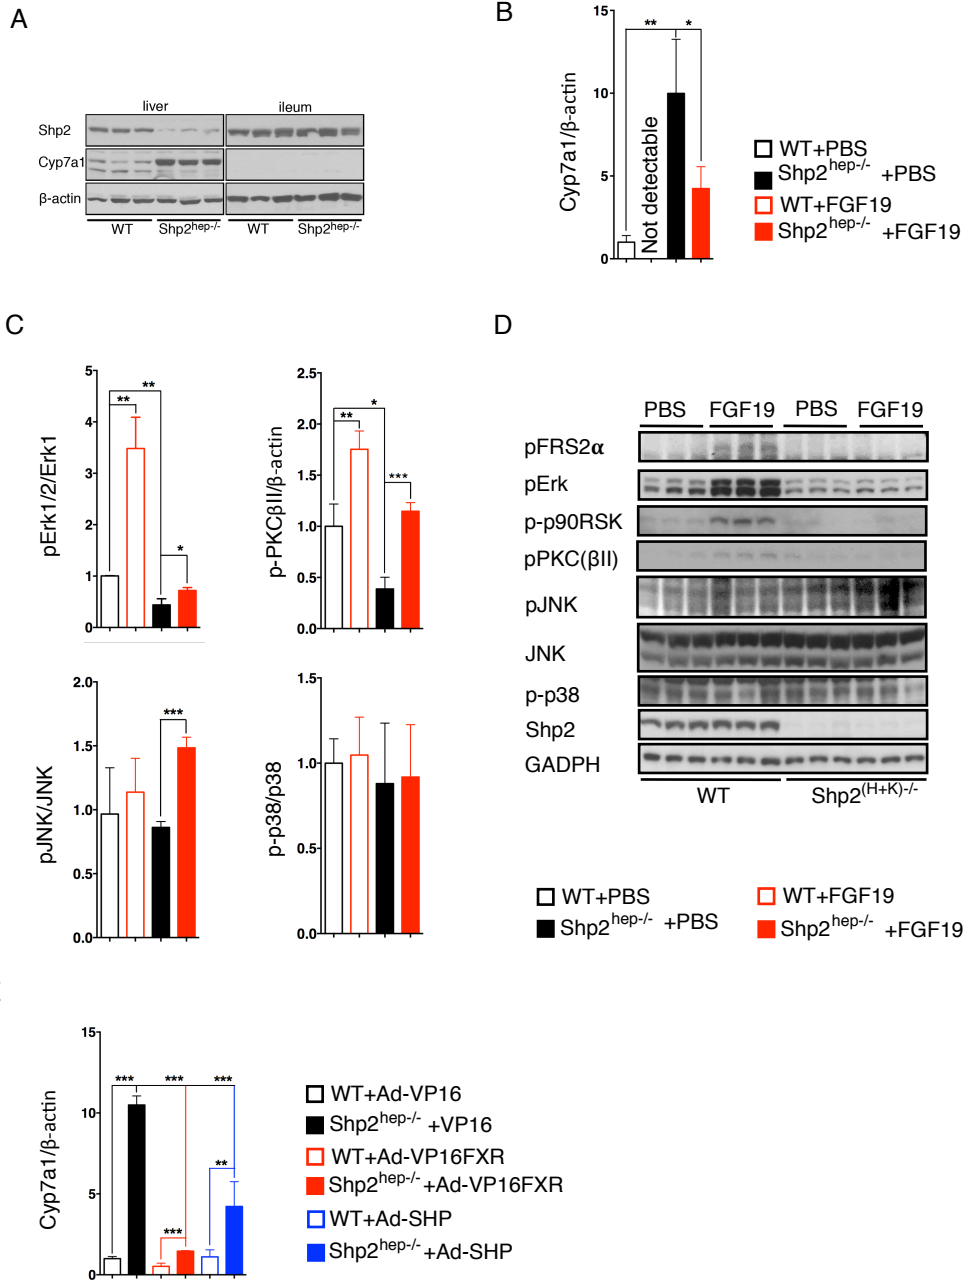 A
liver ileum
Shp2
Cyp7a1
β-actin
WT Shp2hep-/- WT Shp2hep-/-
B
15
10
5
0
Cyp7a1/β-actin
** *
Not detectable
WT+PBS
Shp2hep-/- +PBS
WT+FGF19
Shp2hep-/- +FGF19
C
5
4
3
2
1
0
pErk1/2/Erk1
**
**
*
2.5
2.0
1.5
1.0
0.5
0.0
p-PKCβII/β-actin
*
**
***
2.0
1.5
1.0
0.5
0.0
pJNK/JNK
***
1.5
1.0
0.5
0.0
p-p38/p38
D
PBS FGF19 PBS FGF19
pFRS2α
pErk
p-p90RSK
pPKC(βII)
pJNK
JNK
p-p38
Shp2
GADPH
WT Shp2(H+K)-/-
WT+PBS
Shp2hep-/- +PBS
WT+FGF19
Shp2hep-/- +FGF19
15
10
5
0
Cyp7a1/β-actin
*** *** ***
**
***
WT+Ad-VP16
Shp2hep-/- +VP16
WT+Ad-VP16FXR
Shp2hep-/- +Ad-VP16FXR
WT+Ad-SHP
Shp2hep-/- +Ad-SHP